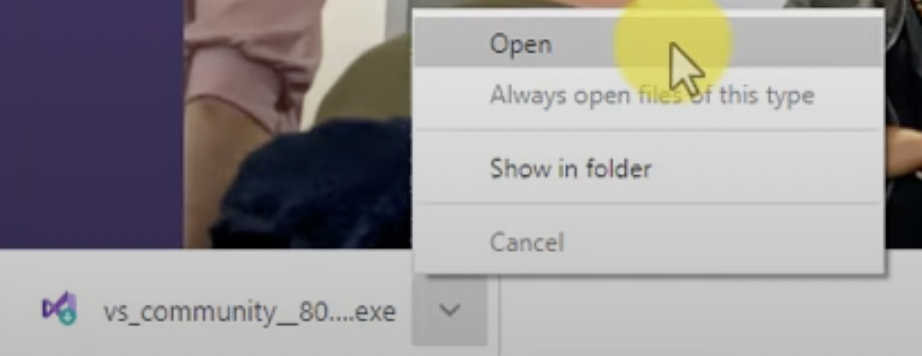 Open
Always open files of this type
Show in folder
Cancel
vs_community__80....exe